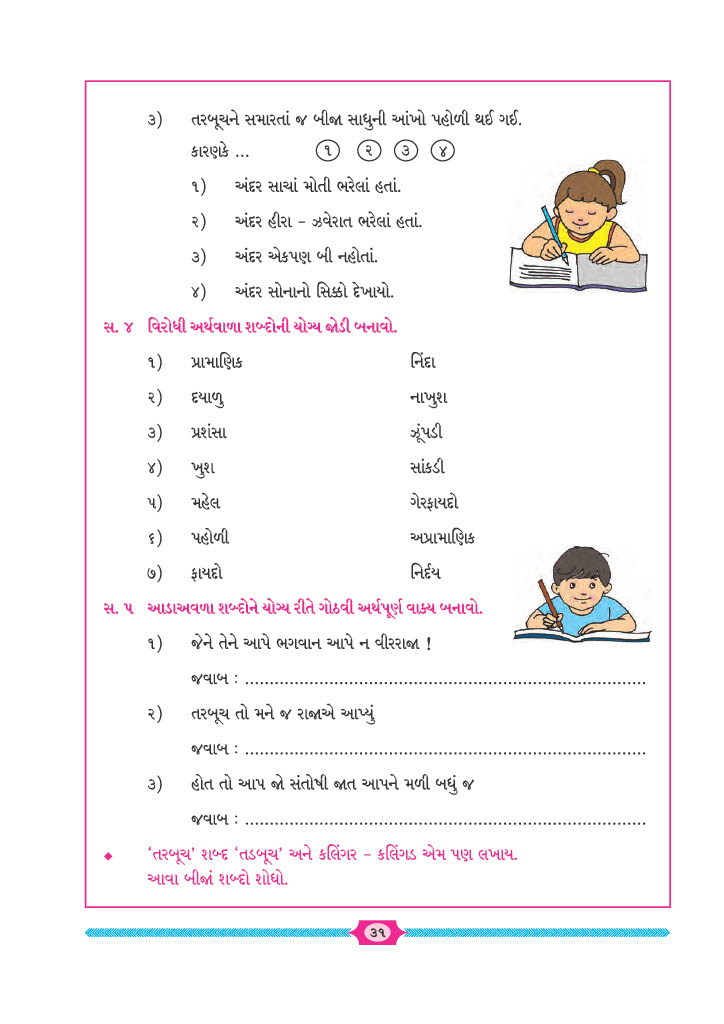 ૩) તરબૂચને સમારતાં જ બીજા સાધુની આંખો પહોળી થઈ ગઈ.
કારણકે ... ૧ ૨ ૩ ૪
૧) અંદર સાચાં મોતી ભરેલાં હતાં.
૨) અંદર હીરા - ઝવેરાત ભરેલાં હતાં.
૩) અંદર એકપણ બી નહોતાં.
૪) અંદર સોનાનો સિક્કો દેખાયો.
સ. ૪ વિરોધી અર્થવાળા શબ્દોની યોગ્ય જોડી બનાવો.
૧) પ્રામાણિક નિંદા
૨) દયાળુ નાખુશ
૩) પ્રશંસા ઝૂંપડી
૪) ખુશ સાંકડી
૫) મહેલ ગેરફાયદો
૬) પહોળી અપ્રામાણિક
૭) ફાયદો નિર્દય
સ. ૫ આડાઅવળા શબ્દોને યોગ્ય રીતે ગોઠવી અર્થપૂર્ણ વાક્ય બનાવો.
૧) જેને તેને આપે ભગવાન આપે ન વીરરાજા !
જવાબ : ................................................................................
૨) તરબૂચ તો મને જ રાજાએ આપ્યું
જવાબ : ................................................................................
૩) હોત તો આપ જો સંતોષી જાત આપને મળી બધું જ
જવાબ : ................................................................................
◆ ‘તરબૂચ’ શબ્દ ‘તડબૂચ’ અને કલિંગર - કલિંગડ એમ પણ લખાય.
આવા બીજાં શબ્દો શોધો.
૩૧